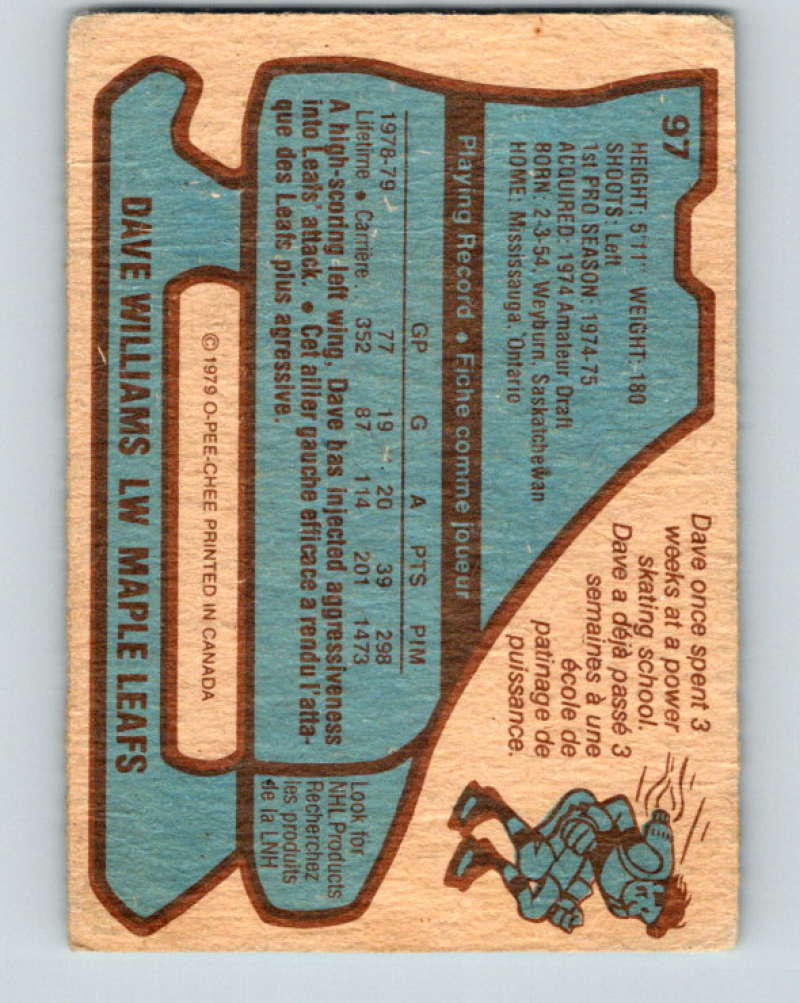 97
HEIGHT: 5'11" WEIGHT: 180
SHOOTS: Left
1st PRO SEASON: 1974-75
ACQUIRED: 1974 Amateur Draft
BORN: 2-3-54, Weyburn, Saskatchewan
HOME: Mississauga, Ontario
Dave once spent 3
weeks at a power
skating school.
Dave a déjà passé 3
semaines à une
école de
patinage de
puissance.
Playing Record • Fiche comme joueur
GP G A PTS PIM
1978-79 77 19 20 39 298
Lifetime • Carrière.. 352 87 114 201 1473
A high-scoring left wing, Dave has injected aggressiveness
into Leafs' attack. • Cet ailier gauche efficace a rendu l'atta-
que des Leafs plus agressive.
Look for
NHL Products
Recherchez
les produits
de la LNH
© 1979 O-PEE-CHEE PRINTED IN CANADA
DAVE WILLIAMS LW MAPLE LEAFS